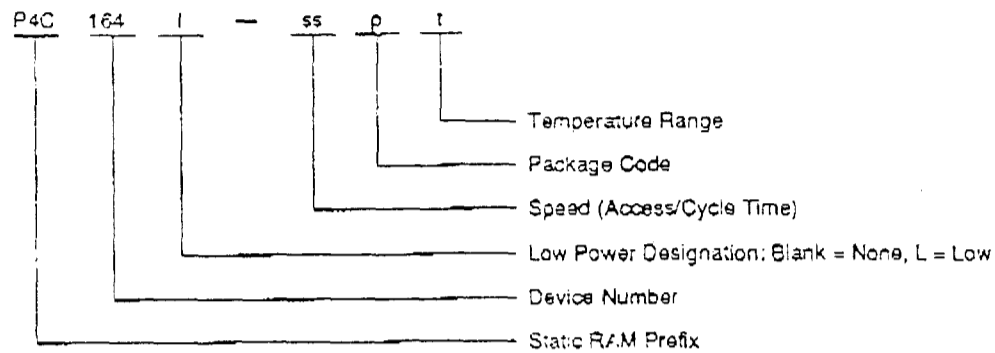 P4C 164 l – ss p t
Temperature Range
Package Code
Speed (Access/Cycle Time)
Low Power Designation: Blank = None, L = Low
Device Number
Static RAM Prefix